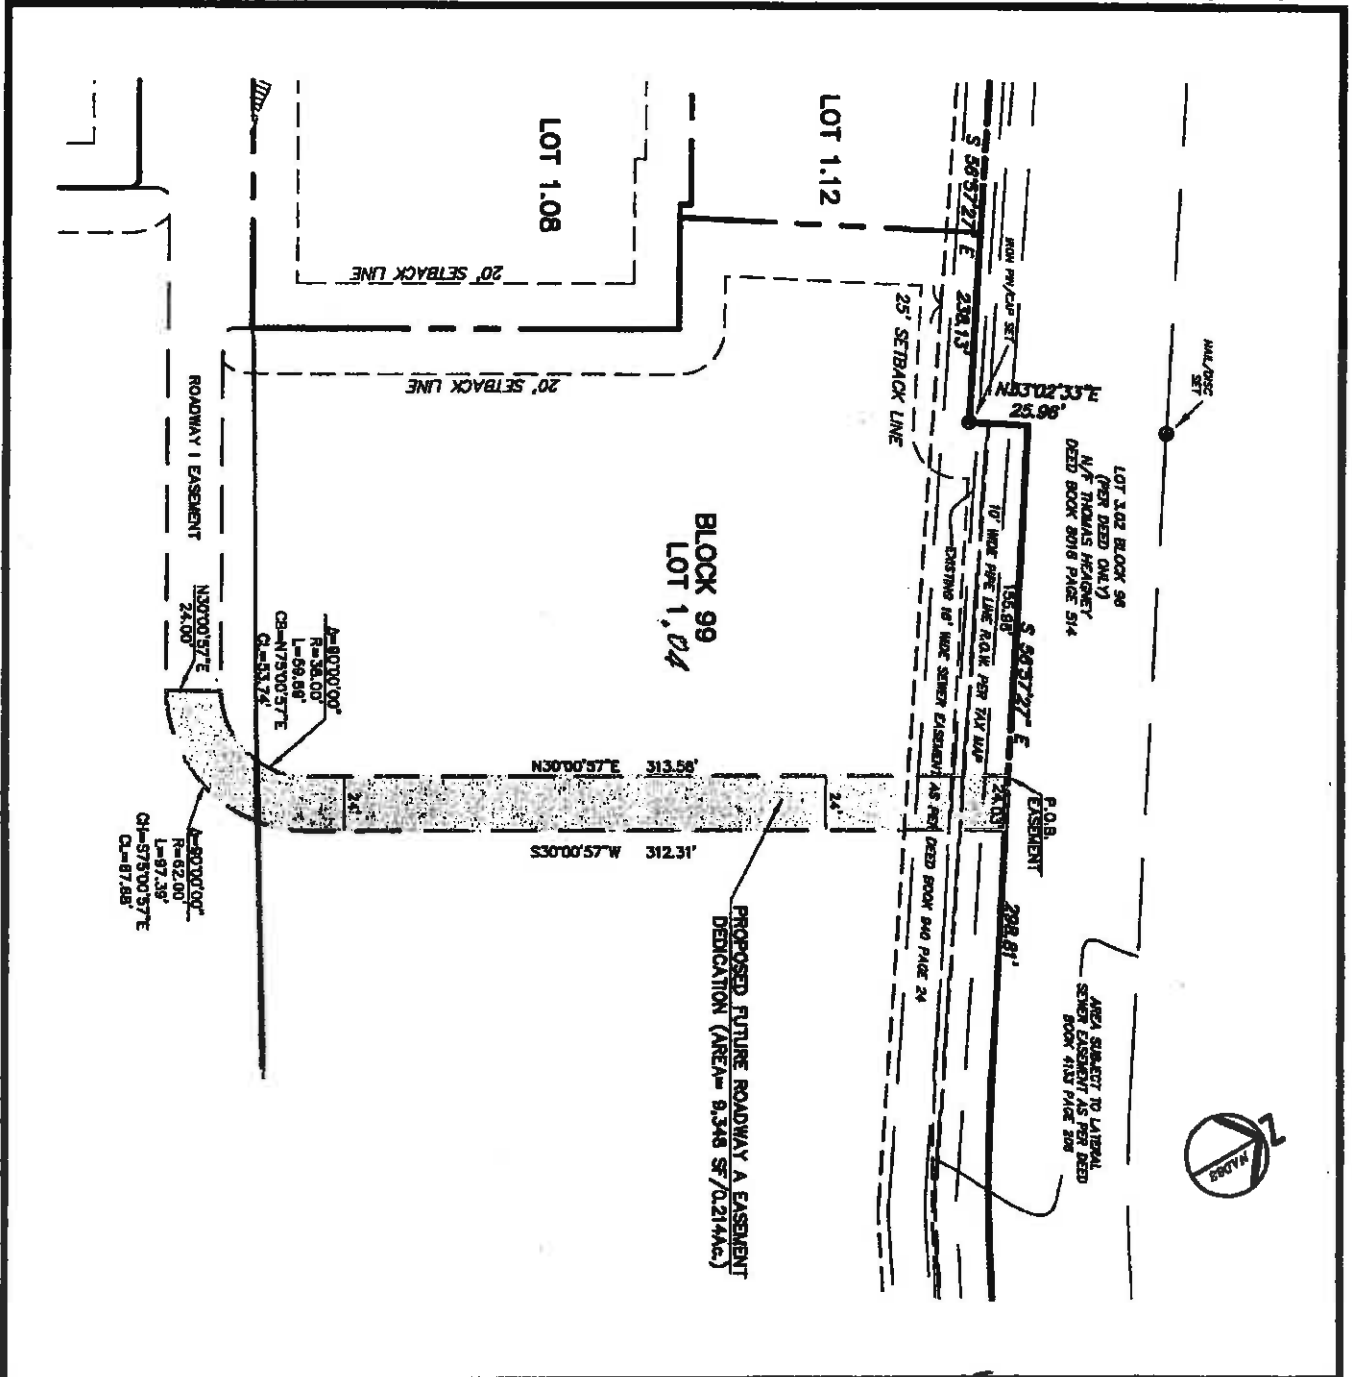 LOT 1.12
LOT 1.08
S 56°57'27" E 238.13'
IRON PIN/CAP SET
NAIL/DISC
SET
N33°02'33"E
25.96'
LOT 3.02 BLOCK 96
(PER DEED ONLY)
N/F THOMAS HEAGNEY
DEED BOOK 8016 PAGE 514
20' SETBACK LINE
20' SETBACK LINE
25' SETBACK LINE
S 56°57'27" E
155.95'
10' WIDE PIPE LINE R.O.W. PER TAX MAP
EXISTING 16' WIDE SEWER EASEMENT AS PER DEED BOOK 940 PAGE 24
BLOCK 99
LOT 1.04
ROADWAY I EASEMENT
N30°00'57"E
24.00'
Δ=90°00'00"
R=38.00'
L=59.69'
CB=N75°00'57"E
CL=53.74'
N30°00'57"E 313.56'
S30°00'57"W 312.31'
24'
24'
24.03'
P.O.B.
EASEMENT
298.81'
Δ=90°00'00"
R=62.00'
L=97.39'
CH=S75°00'57"E
CL=87.68'
PROPOSED FUTURE ROADWAY A EASEMENT
DEDICATION (AREA= 9,348 SF/0.214Ac.)
AREA SUBJECT TO LATERAL
SEWER EASEMENT AS PER DEED
BOOK 4133 PAGE 206
N
NAD83